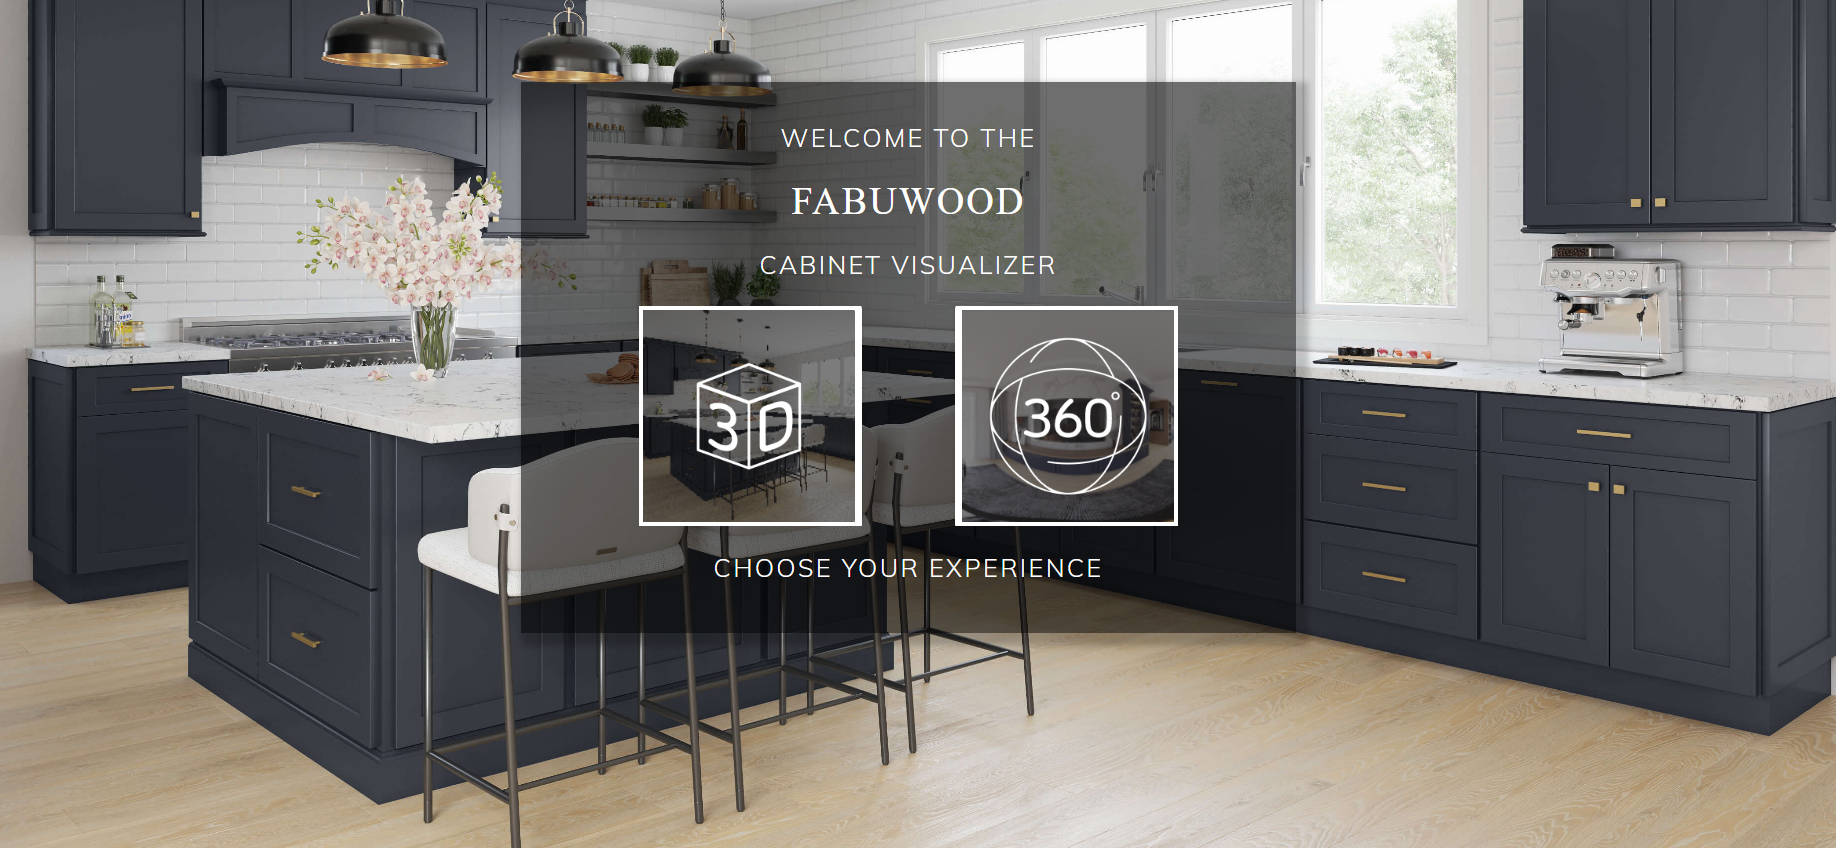 WELCOME TO THE
FABUWOOD
CABINET VISUALIZER
3D
360°
CHOOSE YOUR EXPERIENCE